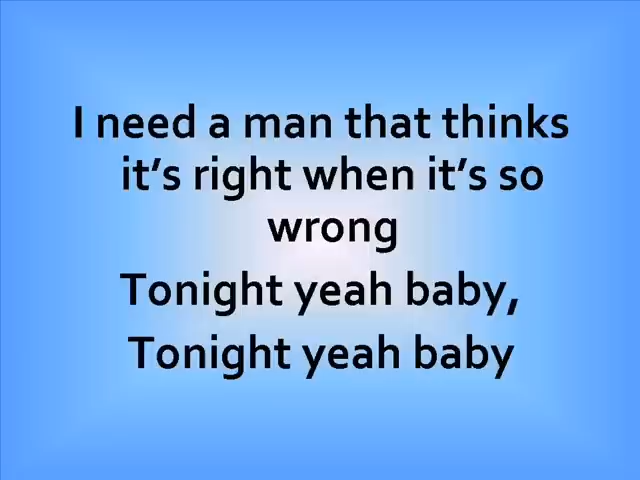 I need a man that thinks
it’s right when it’s so
wrong
Tonight yeah baby,
Tonight yeah baby